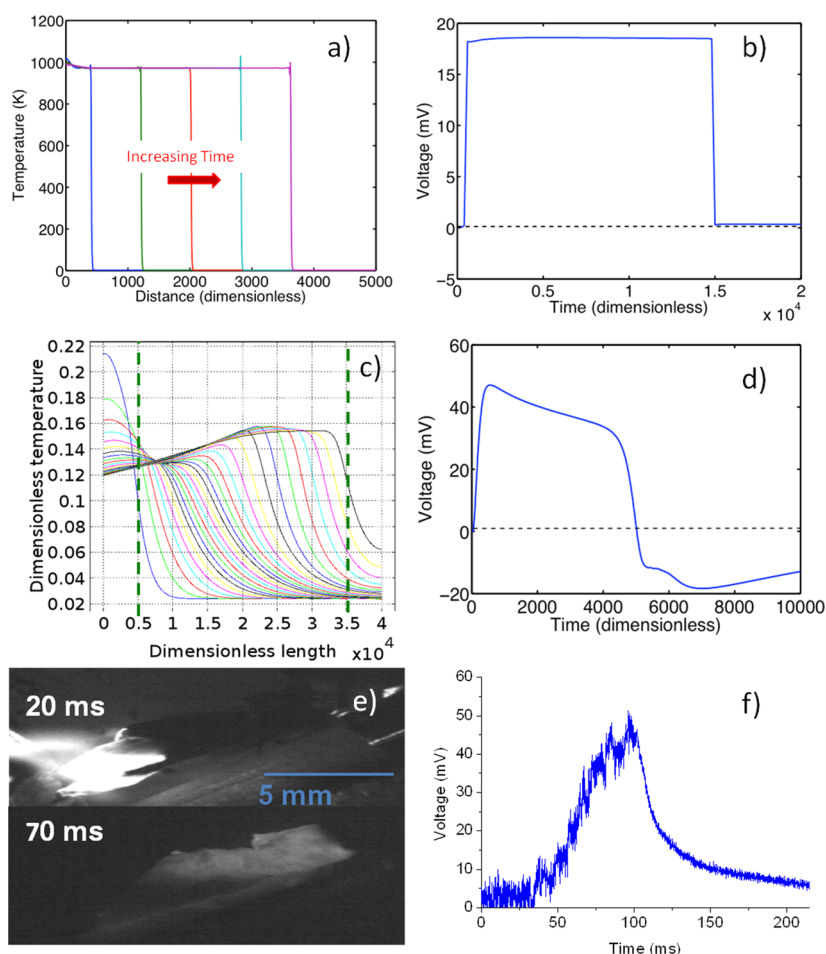 a)
Temperature (K)
1200
1000
800
600
400
200
0
Increasing Time
0 1000 2000 3000 4000 5000
Distance (dimensionless)
b)
Voltage (mV)
20
15
10
5
0
−5
0 0.5 1 1.5 2
Time (dimensionless)
x 10⁴
c)
Dimensionless temperature
0.22
0.2
0.18
0.16
0.14
0.12
0.1
0.08
0.06
0.04
0.02
0 0.5 1 1.5 2 2.5 3 3.5 4
Dimensionless length x10⁴
d)
Voltage (mV)
60
40
20
0
−20
0 2000 4000 6000 8000 10000
Time (dimensionless)
e)
20 ms
5 mm
70 ms
f)
Voltage (mV)
60
50
40
30
20
10
0
0 50 100 150 200
Time (ms)